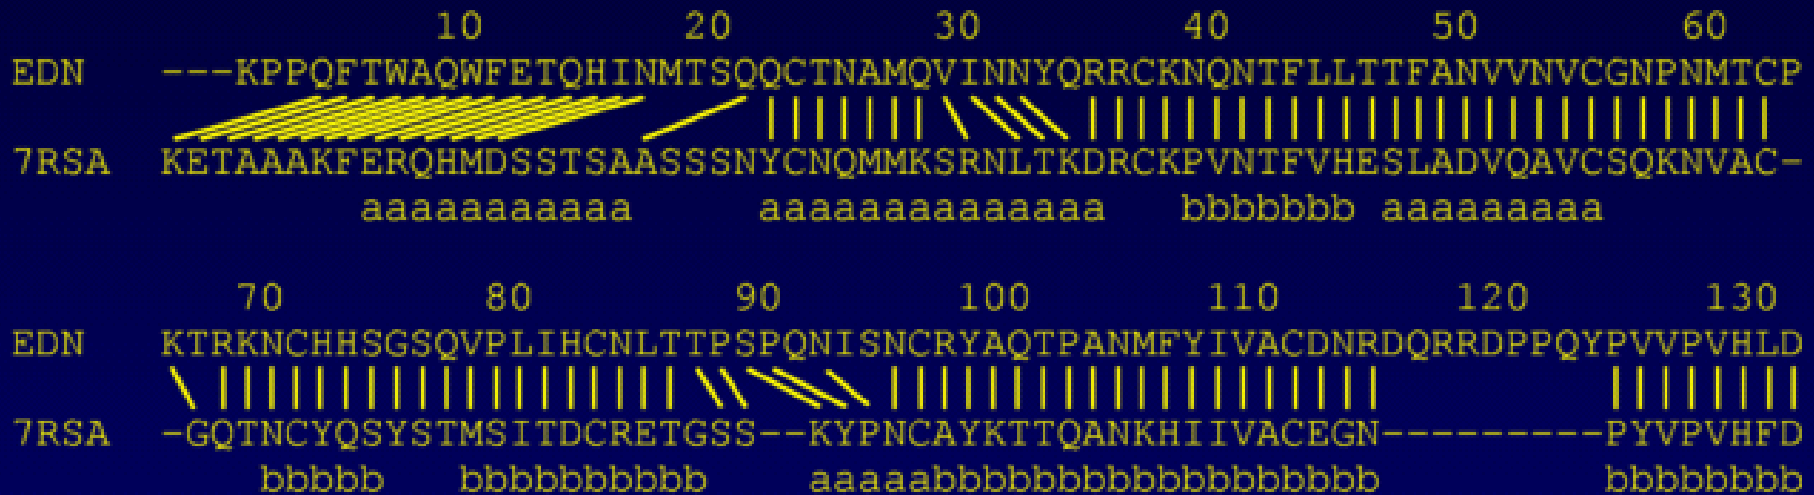 10 20 30 40 50 60
EDN ---KPPQFTWAQWFETQHINMTSQQCTNAMQVINNYQRRCKNQNTFLLTTFANVVNVCGNPNMTCP
7RSA KETAAAKFERQHMDSSTSAASSSNYCNQMMKSRNLTKDRCKPVNTFVHESLADVQAVCSQKNVAC-
aaaaaaaaaaa aaaaaaaaaaaaaa bbbbbbb aaaaaaaaa
70 80 90 100 110 120 130
EDN KTRKNCHHSGSQVPLIHCNLTTPSPQNISNCRYAQTPANMFYIVACDNRDQRRDPPQYPVVPVHLD
7RSA -GQTNCYQSYSTMSITDCRETGSS--KYPNCAYKTTQANKHIIVACEGN---------PYVPVHFD
bbbbb bbbbbbbbbb aaaaabbbbbbbbbbbbbbbbbb bbbbbbbb